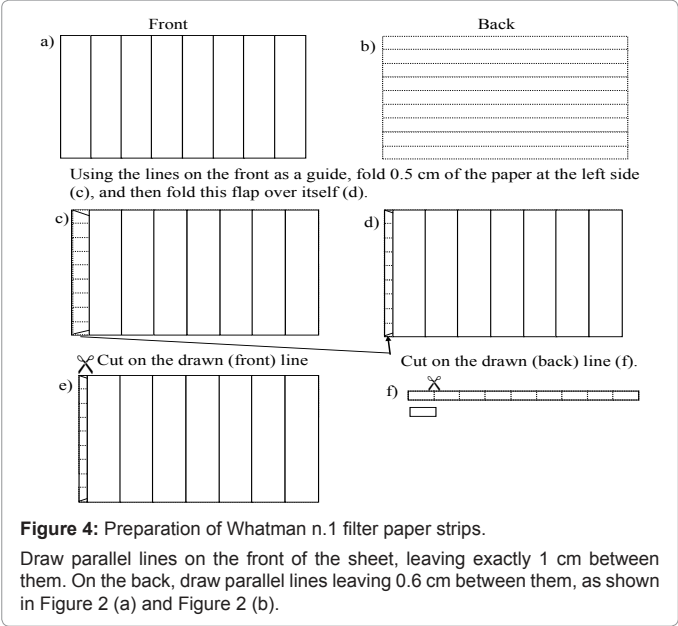 Front
Back
a)
b)
Using the lines on the front as a guide, fold 0.5 cm of the paper at the left side
(c), and then fold this flap over itself (d).
c)
d)
Cut on the drawn (front) line
Cut on the drawn (back) line (f).
e)
f)
Figure 4: Preparation of Whatman n.1 filter paper strips.
Draw parallel lines on the front of the sheet, leaving exactly 1 cm between
them. On the back, draw parallel lines leaving 0.6 cm between them, as shown
in Figure 2 (a) and Figure 2 (b).